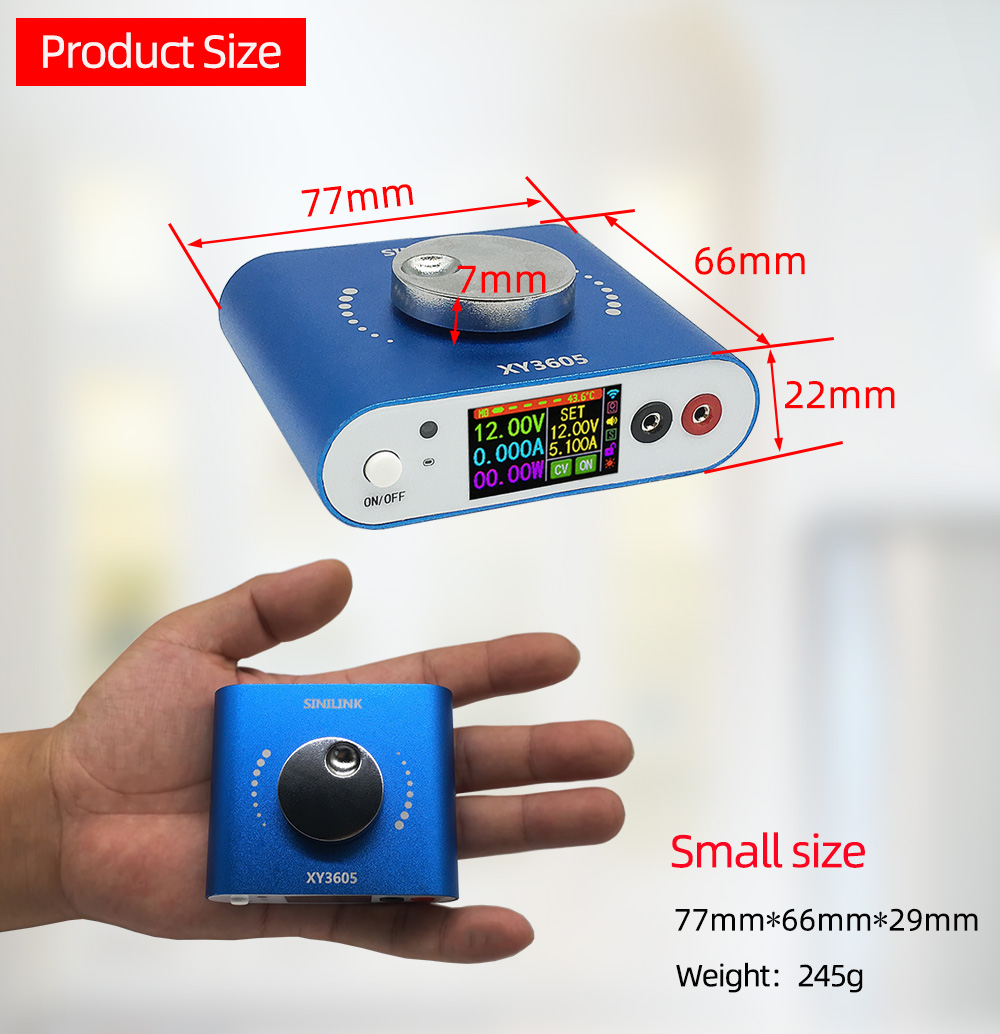 Product Size
77mm
66mm
7mm
22mm
XY3605
M0 43.6°C
12.00V
0.000A
00.00W
SET
12.00V
5.100A
CV ON
ON/OFF
SINILINK
XY3605
Small size
77mm*66mm*29mm
Weight: 245g